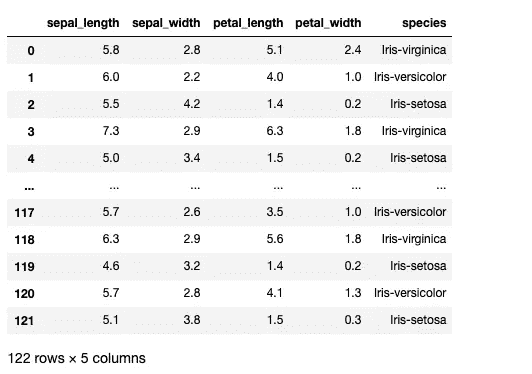 sepal_length sepal_width petal_length petal_width species
0 5.8 2.8 5.1 2.4 Iris-virginica
1 6.0 2.2 4.0 1.0 Iris-versicolor
2 5.5 4.2 1.4 0.2 Iris-setosa
3 7.3 2.9 6.3 1.8 Iris-virginica
4 5.0 3.4 1.5 0.2 Iris-setosa
... ... ... ... ... ...
117 5.7 2.6 3.5 1.0 Iris-versicolor
118 6.3 2.9 5.6 1.8 Iris-virginica
119 4.6 3.2 1.4 0.2 Iris-setosa
120 5.7 2.8 4.1 1.3 Iris-versicolor
121 5.1 3.8 1.5 0.3 Iris-setosa
122 rows × 5 columns